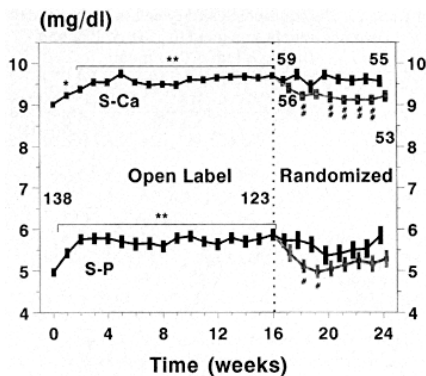 (mg/dl)
10 ** 59 55 10
9 * S-Ca 56 # # # # # # 9
8 53 8
7 Open Label Randomized 7
6 138 123 6
** 
5 S-P # # 5
4 4
0 4 8 12 16 20 24
Time (weeks)